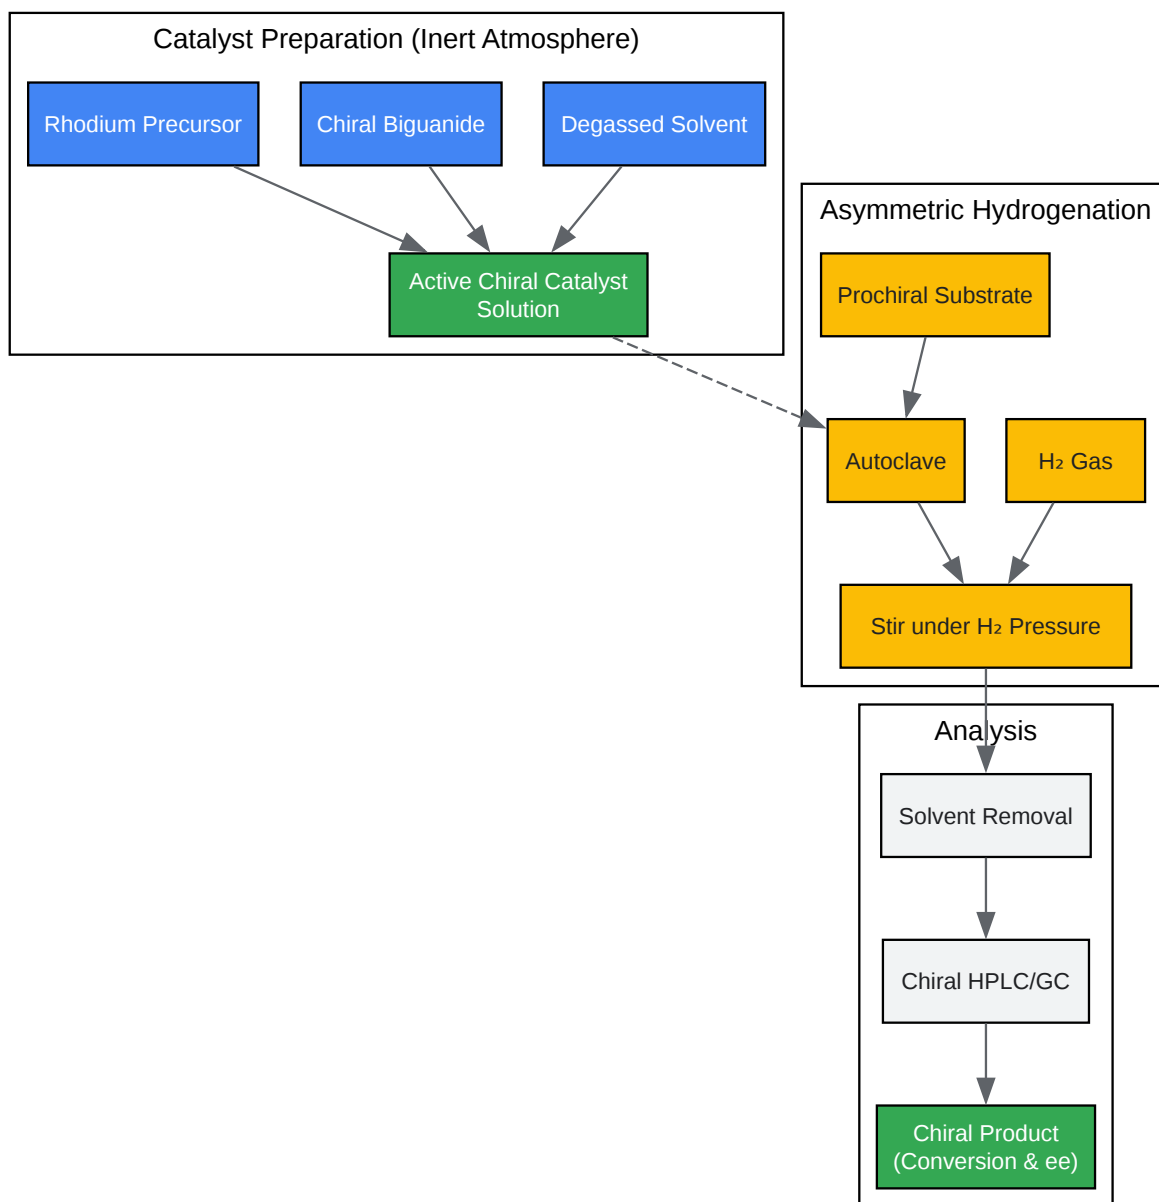 Catalyst Preparation (Inert Atmosphere)
Rhodium Precursor
Chiral Biguanide
Degassed Solvent
Active Chiral Catalyst
Solution
Asymmetric Hydrogenation
Prochiral Substrate
Autoclave
H₂ Gas
Stir under H₂ Pressure
Analysis
Solvent Removal
Chiral HPLC/GC
Chiral Product
(Conversion & ee)